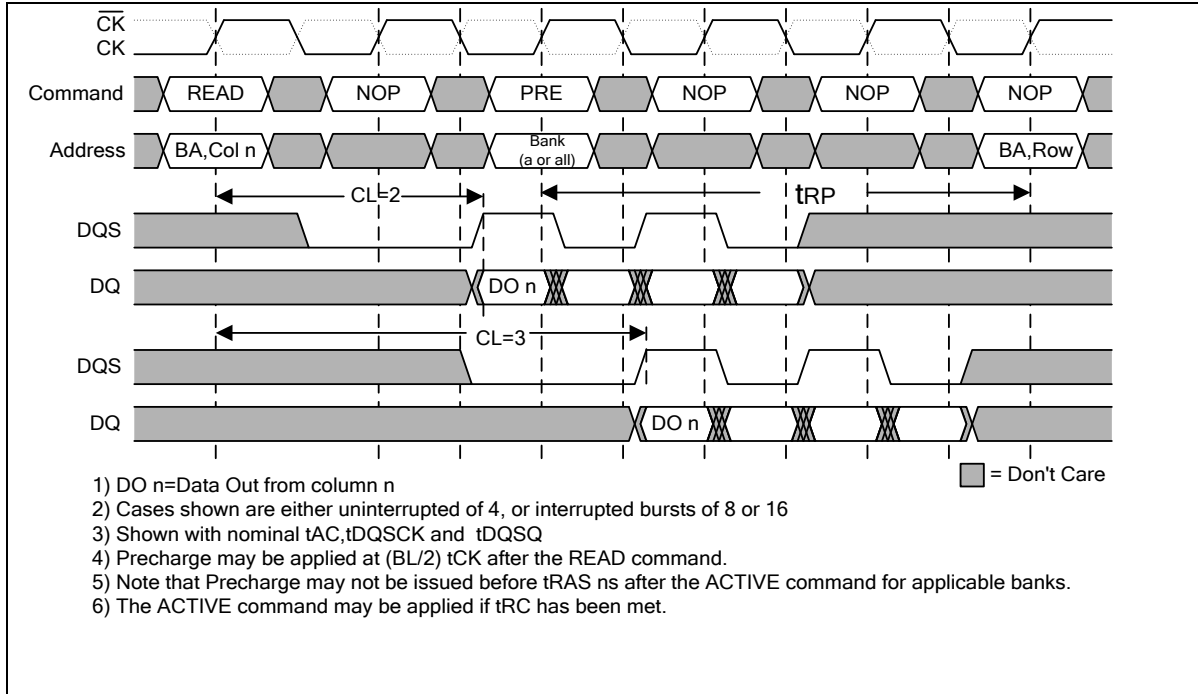 CK
CK
Command READ NOP PRE NOP NOP NOP
Address BA,Col n Bank (a or all) BA,Row
CL=2 tRP
DQS
DQ DO n
CL=3
DQS
DQ DO n
1) DO n=Data Out from column n
= Don't Care
2) Cases shown are either uninterrupted of 4, or interrupted bursts of 8 or 16
3) Shown with nominal tAC,tDQSCK and tDQSQ
4) Precharge may be applied at (BL/2) tCK after the READ command.
5) Note that Precharge may not be issued before tRAS ns after the ACTIVE command for applicable banks.
6) The ACTIVE command may be applied if tRC has been met.